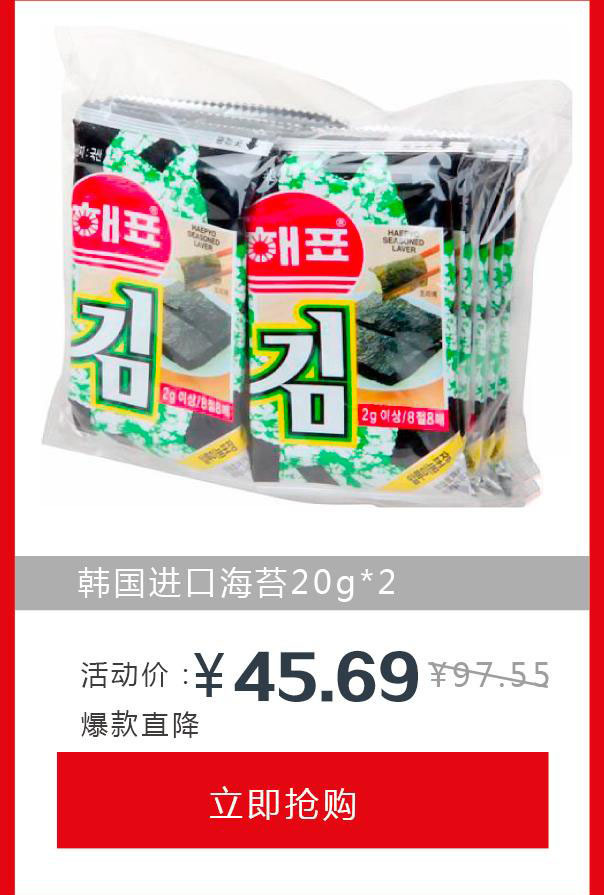 해표
HAEPYO
SEASONED
LAVER
김
2g 이상/8절8매
해표®
HAEPYO
SEASONED
LAVER
김
2g 이상/8절8매
韩国进口海苔20g*2
活动价：¥45.69 ¥97.55
爆款直降
立即抢购